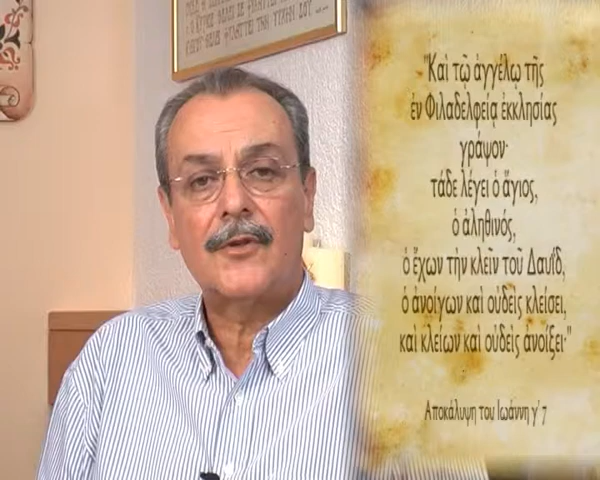 "Καὶ τῷ ἀγγέλῳ τῆς
ἐν Φιλαδελφείᾳ ἐκκλησίας
γράψον·
τάδε λέγει ὁ ἅγιος,
ὁ ἀληθινός,
ὁ ἔχων τὴν κλεῖν τοῦ Δαυΐδ,
ὁ ἀνοίγων καὶ οὐδεὶς κλείσει,
καὶ κλείων καὶ οὐδεὶς ἀνοίξει·"
Αποκάλυψη του Ιωάννη γ' 7